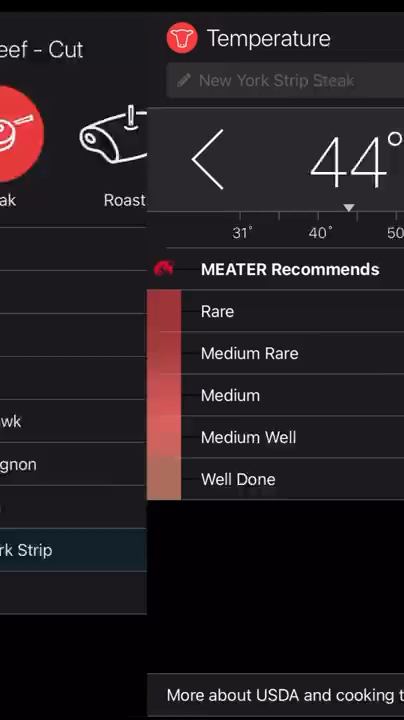 eef - Cut
ak
Roast
wk
gnon
rk Strip
Temperature
New York Strip Steak
44°
31° 40° 50
MEATER Recommends
Rare
Medium Rare
Medium
Medium Well
Well Done
More about USDA and cooking t